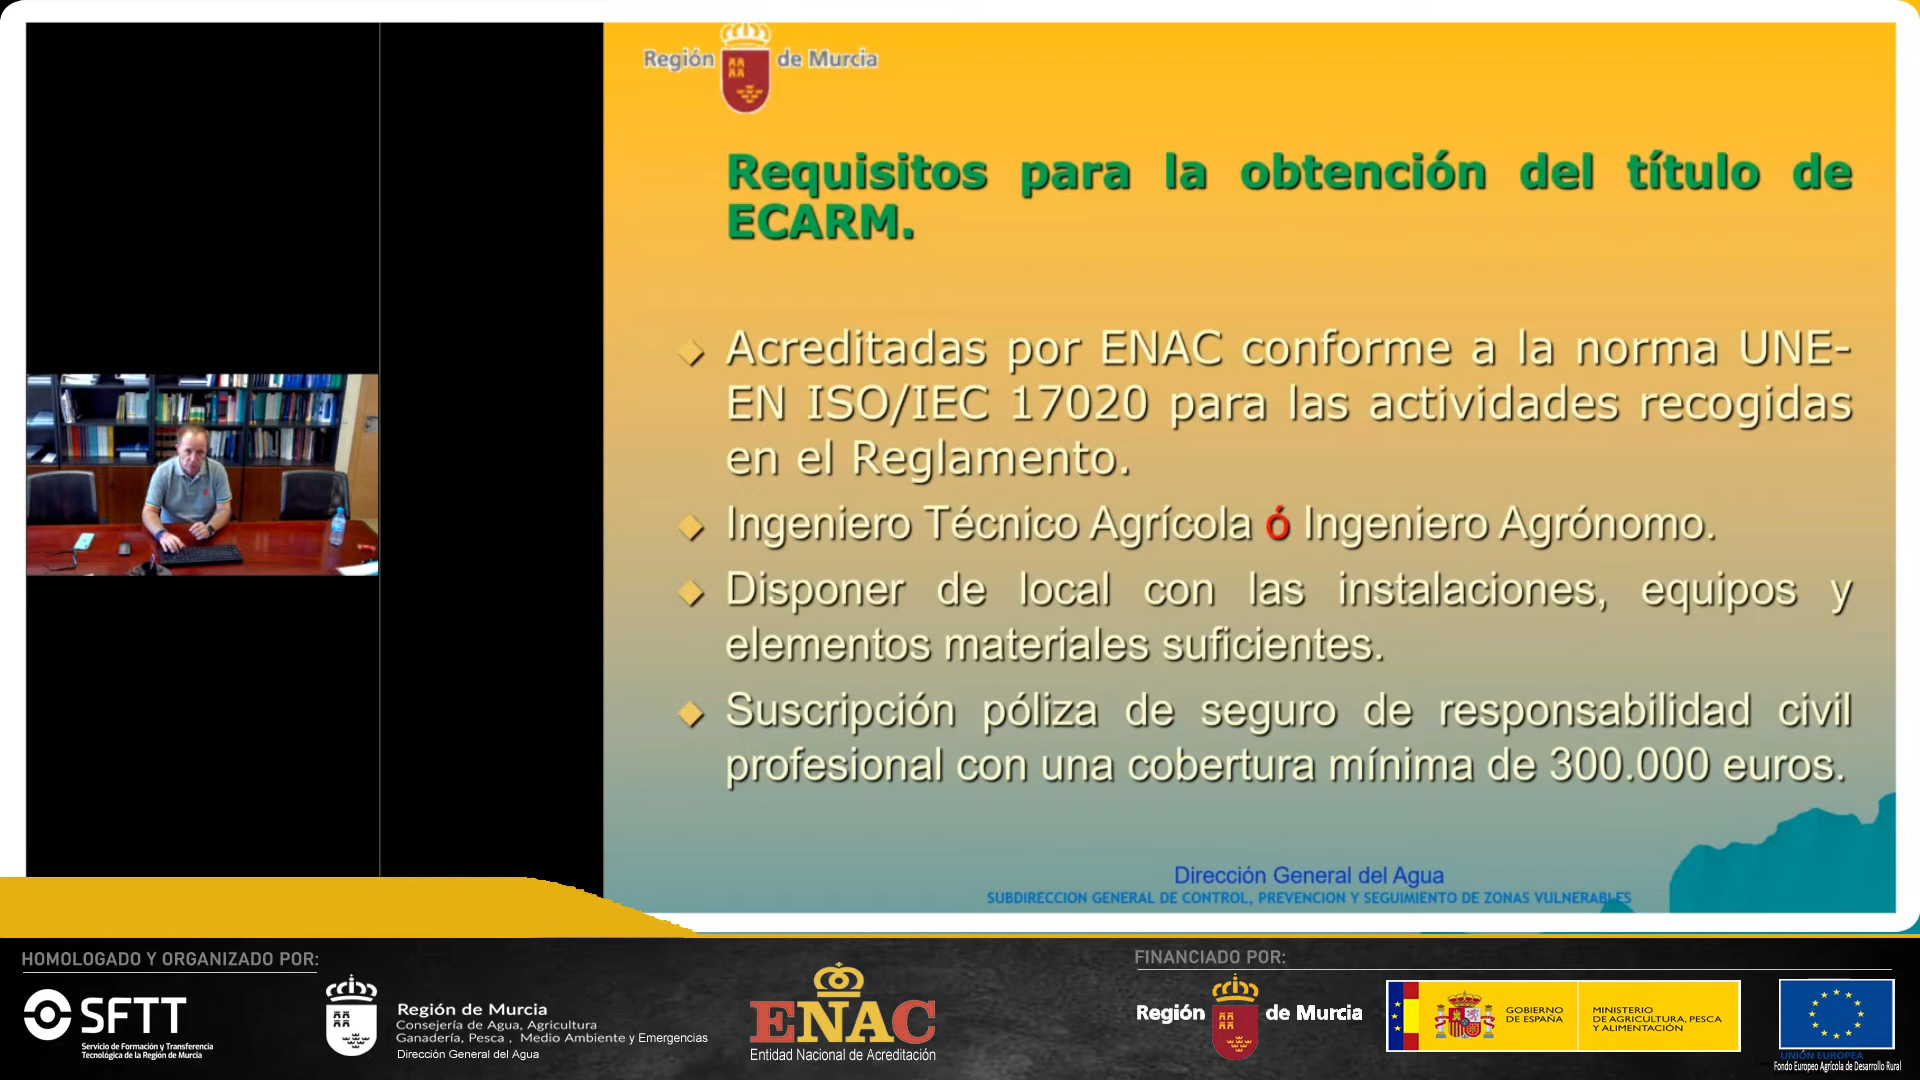 Región de Murcia
Requisitos para la obtención del título de
ECARM.
Acreditadas por ENAC conforme a la norma UNE-
EN ISO/IEC 17020 para las actividades recogidas
en el Reglamento.
Ingeniero Técnico Agrícola ó Ingeniero Agrónomo.
Disponer de local con las instalaciones, equipos y
elementos materiales suficientes.
Suscripción póliza de seguro de responsabilidad civil
profesional con una cobertura mínima de 300.000 euros.
Dirección General del Agua
SUBDIRECCION GENERAL DE CONTROL, PREVENCION Y SEGUIMIENTO DE ZONAS VULNERABLES
HOMOLOGADO Y ORGANIZADO POR:
SFTT
Servicio de Formación y Transferencia
Tecnológica de la Región de Murcia
Región de Murcia
Consejería de Agua, Agricultura
Ganadería, Pesca , Medio Ambiente y Emergencias
Dirección General del Agua
ENAC
Entidad Nacional de Acreditación
FINANCIADO POR:
Región de Murcia
GOBIERNO
DE ESPAÑA
MINISTERIO
DE AGRICULTURA, PESCA
Y ALIMENTACIÓN
UNIÓN EUROPEA
Fondo Europeo Agrícola de Desarrollo Rural